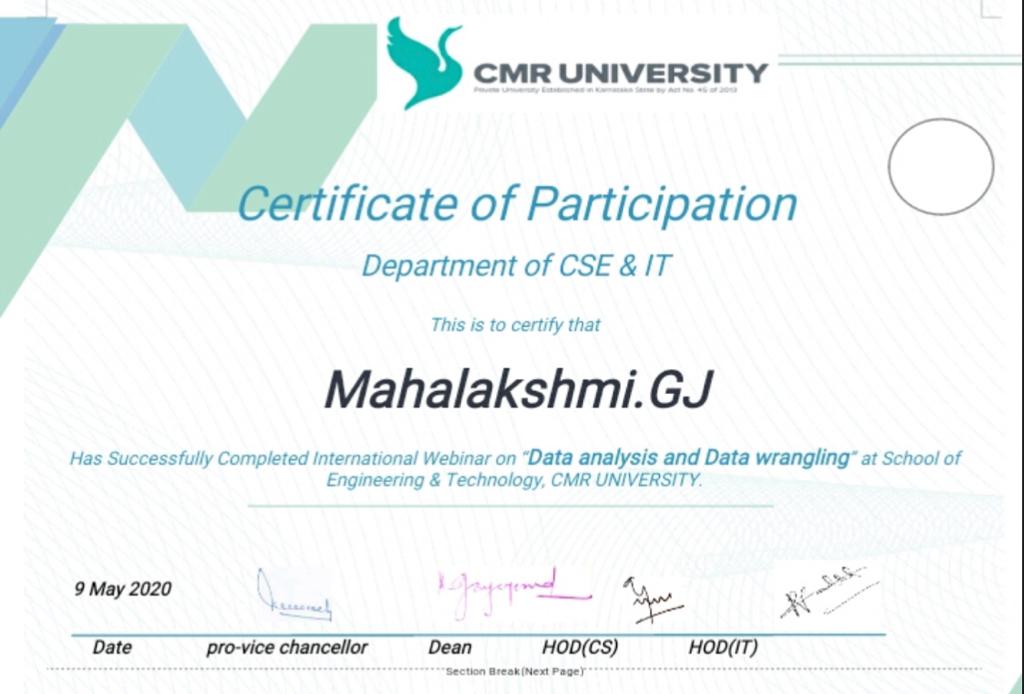 CMR UNIVERSITY
Private University Established in Karnataka State by Act No. 45 of 2013
Certificate of Participation
Department of CSE & IT
This is to certify that
Mahalakshmi.GJ
Has Successfully Completed International Webinar on “Data analysis and Data wrangling” at School of
Engineering & Technology, CMR UNIVERSITY.
9 May 2020
Date pro-vice chancellor Dean HOD(CS) HOD(IT)
Section Break(Next Page)